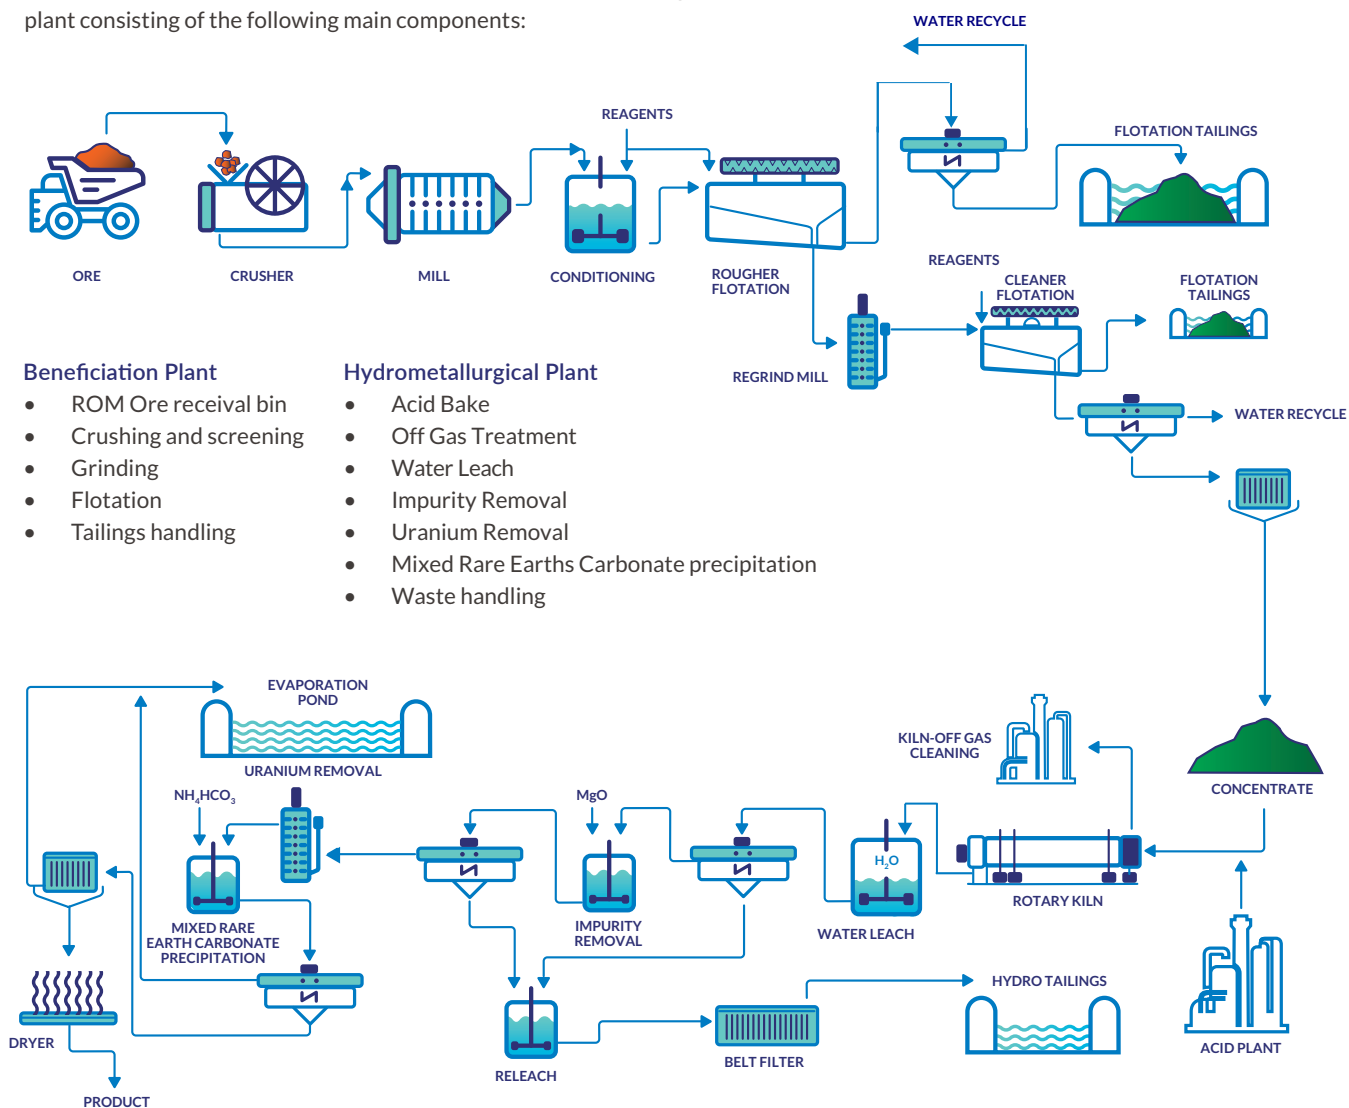 plant consisting of the following main components:
WATER RECYCLE
REAGENTS
FLOTATION TAILINGS
ORE
CRUSHER
MILL
CONDITIONING
ROUGHER
FLOTATION
REAGENTS
CLEANER
FLOTATION
FLOTATION
TAILINGS
REGRIND MILL
WATER RECYCLE
Beneficiation Plant
• ROM Ore receival bin
• Crushing and screening
• Grinding
• Flotation
• Tailings handling
Hydrometallurgical Plant
• Acid Bake
• Off Gas Treatment
• Water Leach
• Impurity Removal
• Uranium Removal
• Mixed Rare Earths Carbonate precipitation
• Waste handling
EVAPORATION
POND
URANIUM REMOVAL
KILN-OFF GAS
CLEANING
CONCENTRATE
NH₄HCO₃
MgO
H₂O
ROTARY KILN
MIXED RARE
EARTH CARBONATE
PRECIPITATION
IMPURITY
REMOVAL
WATER LEACH
HYDRO TAILINGS
DRYER
RELEACH
BELT FILTER
ACID PLANT
PRODUCT